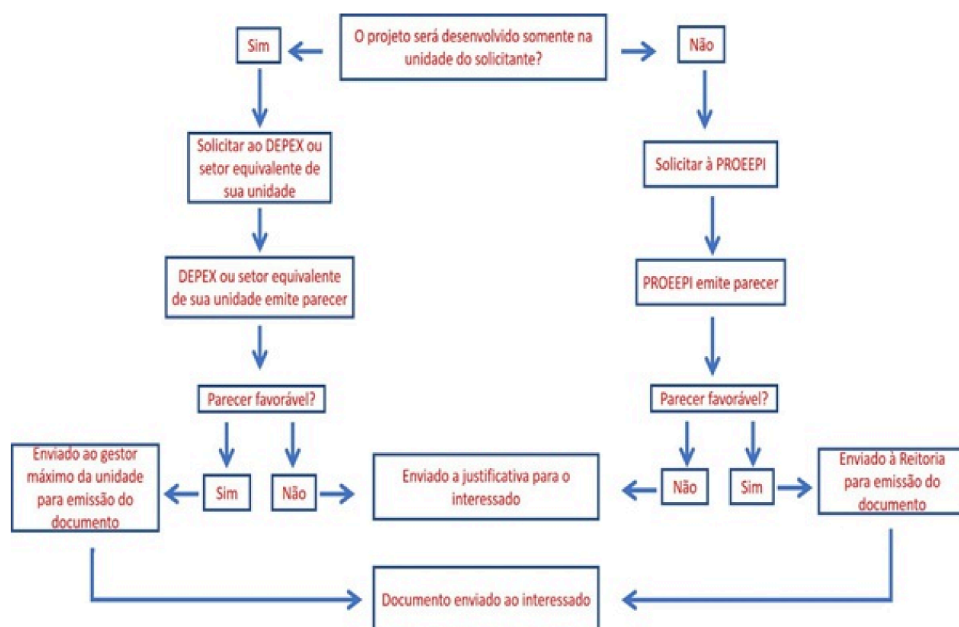 O projeto será desenvolvido somente na
unidade do solicitante?
Sim
Não
Solicitar ao DEPEX ou
setor equivalente de
sua unidade
Solicitar à PROEEPI
DEPEX ou setor equivalente
de sua unidade emite parecer
PROEEPI emite parecer
Parecer favorável?
Parecer favorável?
Enviado ao gestor
máximo da unidade
para emissão do
documento
Sim
Não
Enviado a justificativa para o
interessado
Não
Sim
Enviado à Reitoria
para emissão do
documento
Documento enviado ao interessado